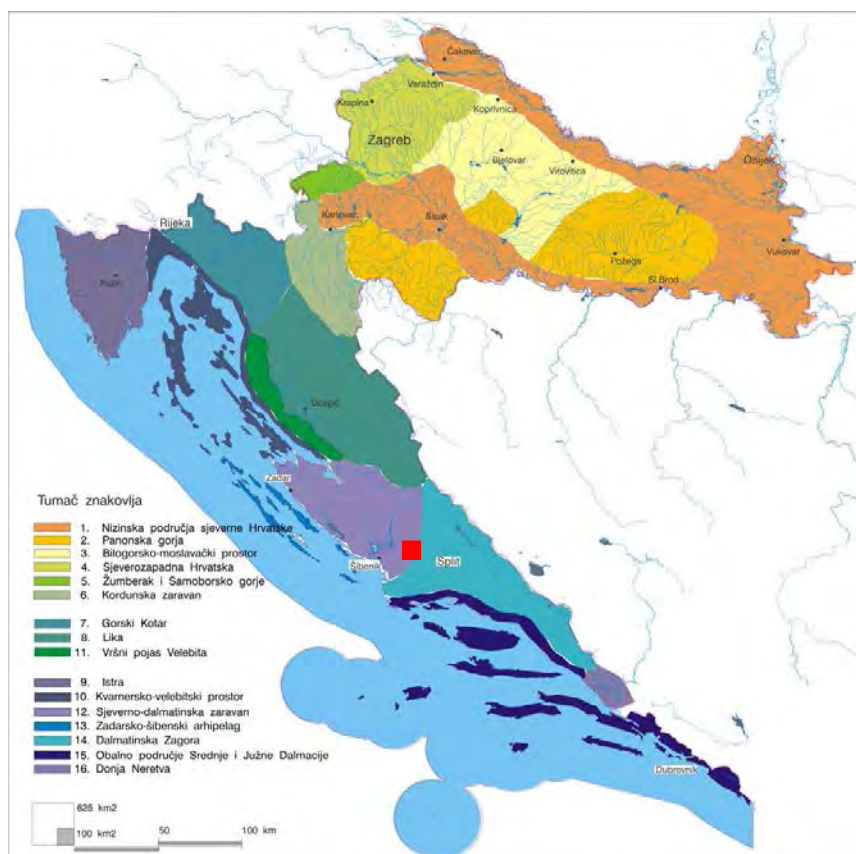 Čakovec
Varaždin
Krapina
Koprivnica
Zagreb
Bjelovar
Virovitica
Osijek
Rijeka
Karlovac
Sisak
Požega
Vukovar
Sl.Brod
Pazin
Gospić
Zadar
Tumač znakovlja
1. Nizinska područja sjeverne Hrvatske
2. Panonska gorja
3. Bilogorsko-moslavački prostor
4. Sjeverozapadna Hrvatska
5. Žumberak i Samoborsko gorje
6. Kordunska zaravan
Šibenik
Split
7. Gorski Kotar
8. Lika
11. Vršni pojas Velebita
9. Istra
10. Kvarnersko-velebitski prostor
12. Sjeverno-dalmatinska zaravan
13. Zadarsko-šibenski arhipelag
14. Dalmatinska Zagora
15. Obalno područje Srednje i Južne Dalmacije
16. Donja Neretva
Dubrovnik
625 km2
100 km2
50
100 km